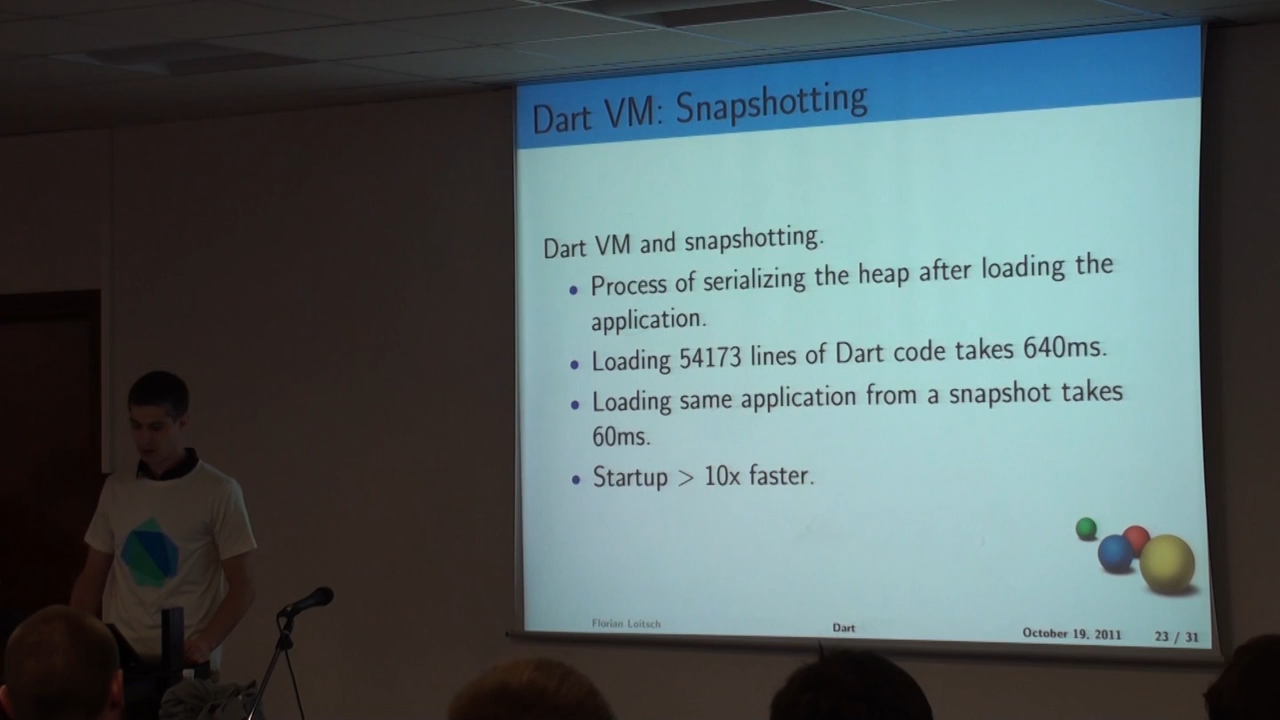 Dart VM: Snapshotting
Dart VM and snapshotting.
• Process of serializing the heap after loading the
application.
• Loading 54173 lines of Dart code takes 640ms.
• Loading same application from a snapshot takes
60ms.
• Startup > 10x faster.
Florian Loitsch Dart October 19, 2011 23 / 31